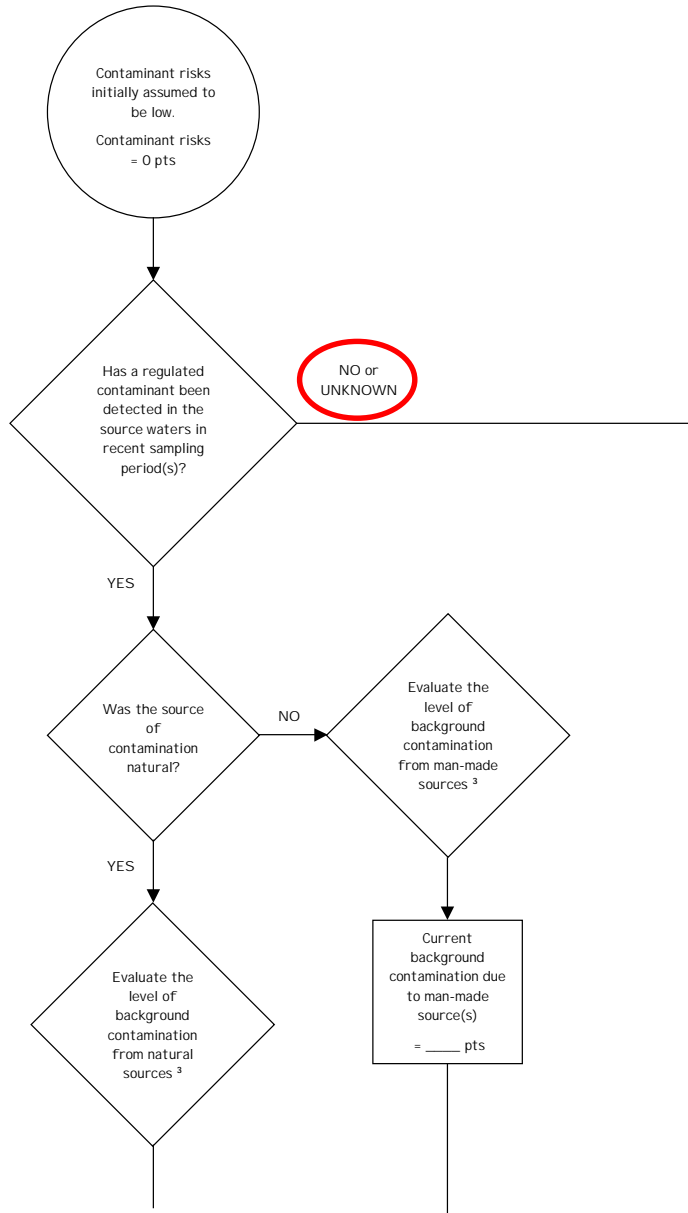 Contaminant risks
initially assumed to
be low.
Contaminant risks
= 0 pts
Has a regulated
contaminant been
detected in the
source waters in
recent sampling
period(s)?
NO or
UNKNOWN
YES
Was the source
of
contamination
natural?
NO
Evaluate the
level of
background
contamination
from man-made
sources ³
YES
Evaluate the
level of
background
contamination
from natural
sources ³
Current
background
contamination due
to man-made
source(s)
= _____ pts